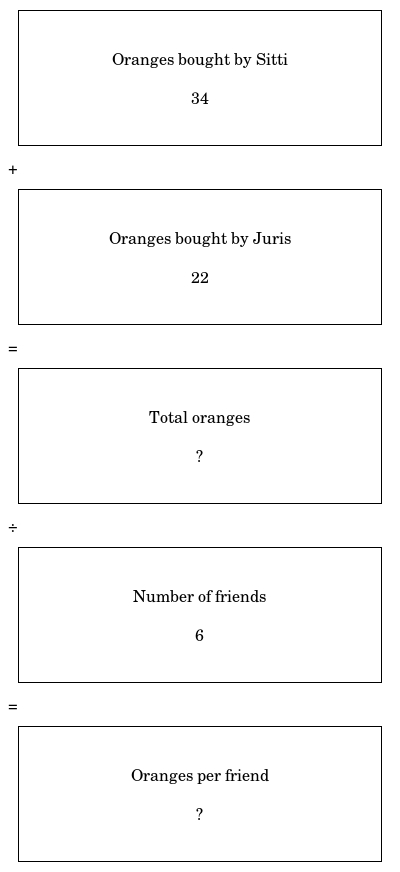 Oranges bought by Sitti
34
+
Oranges bought by Juris
22
=
Total oranges
?
÷
Number of friends
6
=
Oranges per friend
?